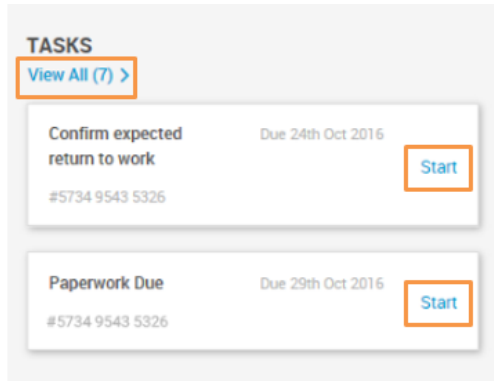 TASKS
View All (7) >
Confirm expected Due 24th Oct 2016
return to work
Start
#5734 9543 5326
Paperwork Due Due 29th Oct 2016
Start
#5734 9543 5326